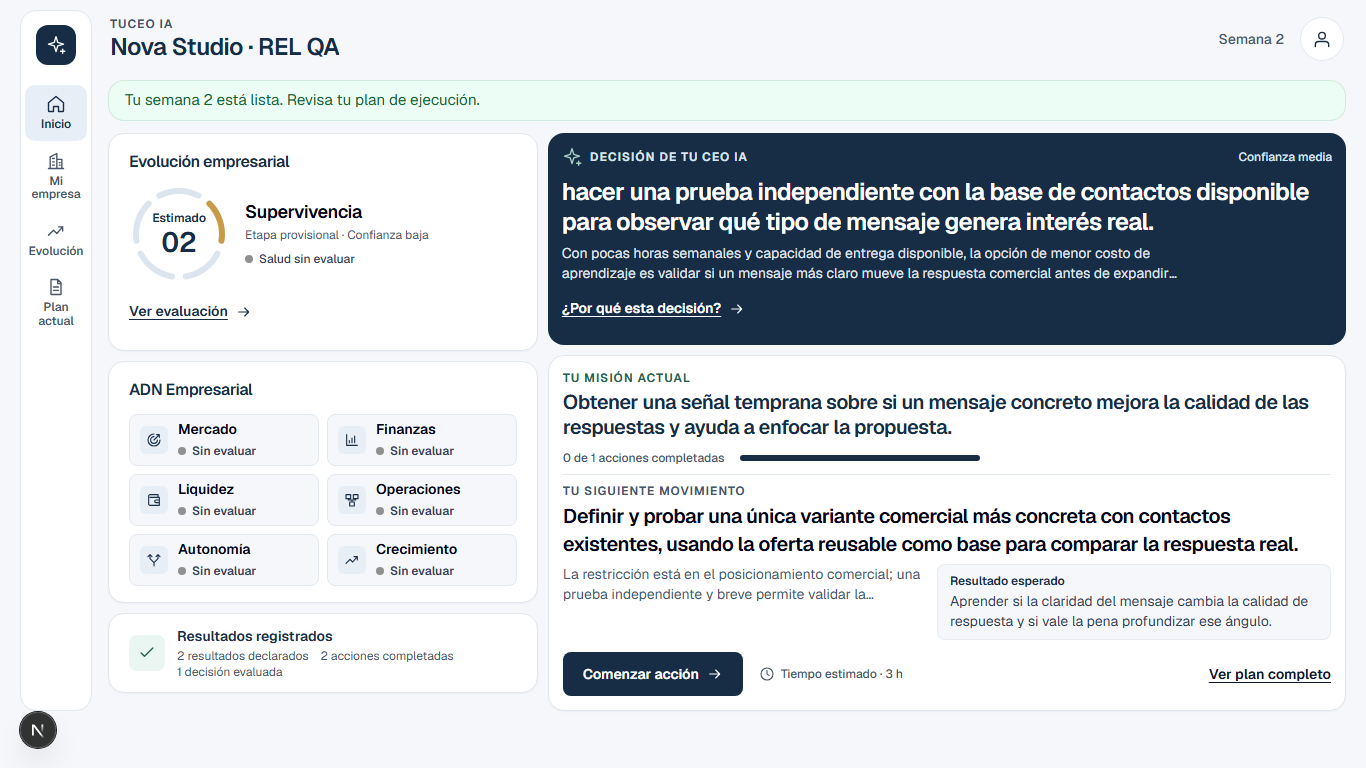 TUCEO IA
Nova Studio · REL QA
Semana 2
Inicio
Mi
empresa
Evolución
Plan
actual
Tu semana 2 está lista. Revisa tu plan de ejecución.
Evolución empresarial
Estimado
02
Supervivencia
Etapa provisional · Confianza baja
Salud sin evaluar
Ver evaluación →
ADN Empresarial
Mercado
Sin evaluar
Finanzas
Sin evaluar
Liquidez
Sin evaluar
Operaciones
Sin evaluar
Autonomía
Sin evaluar
Crecimiento
Sin evaluar
Resultados registrados
2 resultados declarados 2 acciones completadas
1 decisión evaluada
DECISIÓN DE TU CEO IA
Confianza media
hacer una prueba independiente con la base de contactos disponible
para observar qué tipo de mensaje genera interés real.
Con pocas horas semanales y capacidad de entrega disponible, la opción de menor costo de
aprendizaje es validar si un mensaje más claro mueve la respuesta comercial antes de expandir…
¿Por qué esta decisión? →
TU MISIÓN ACTUAL
Obtener una señal temprana sobre si un mensaje concreto mejora la calidad de las
respuestas y ayuda a enfocar la propuesta.
0 de 1 acciones completadas
TU SIGUIENTE MOVIMIENTO
Definir y probar una única variante comercial más concreta con contactos
existentes, usando la oferta reusable como base para comparar la respuesta real.
La restricción está en el posicionamiento comercial; una
prueba independiente y breve permite validar la…
Resultado esperado
Aprender si la claridad del mensaje cambia la calidad de
respuesta y si vale la pena profundizar ese ángulo.
Comenzar acción →
Tiempo estimado · 3 h
Ver plan completo
N